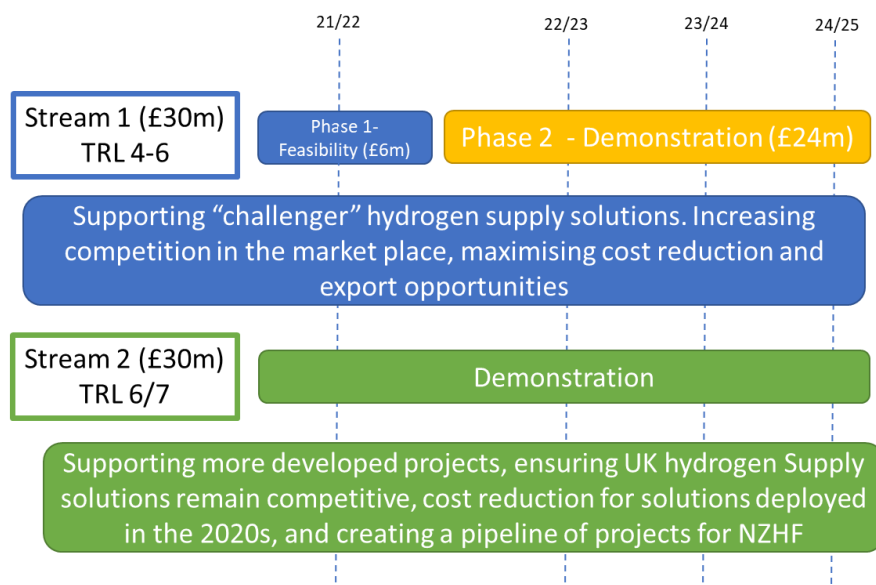 21/22
22/23
23/24
24/25
Stream 1 (£30m)
TRL 4-6
Phase 1-
Feasibility (£6m)
Phase 2  - Demonstration (£24m)
Supporting “challenger” hydrogen supply solutions. Increasing
competition in the market place, maximising cost reduction and
export opportunities
Stream 2 (£30m)
TRL 6/7
Demonstration
Supporting more developed projects, ensuring UK hydrogen Supply
solutions remain competitive, cost reduction for solutions deployed
in the 2020s, and creating a pipeline of projects for NZHF